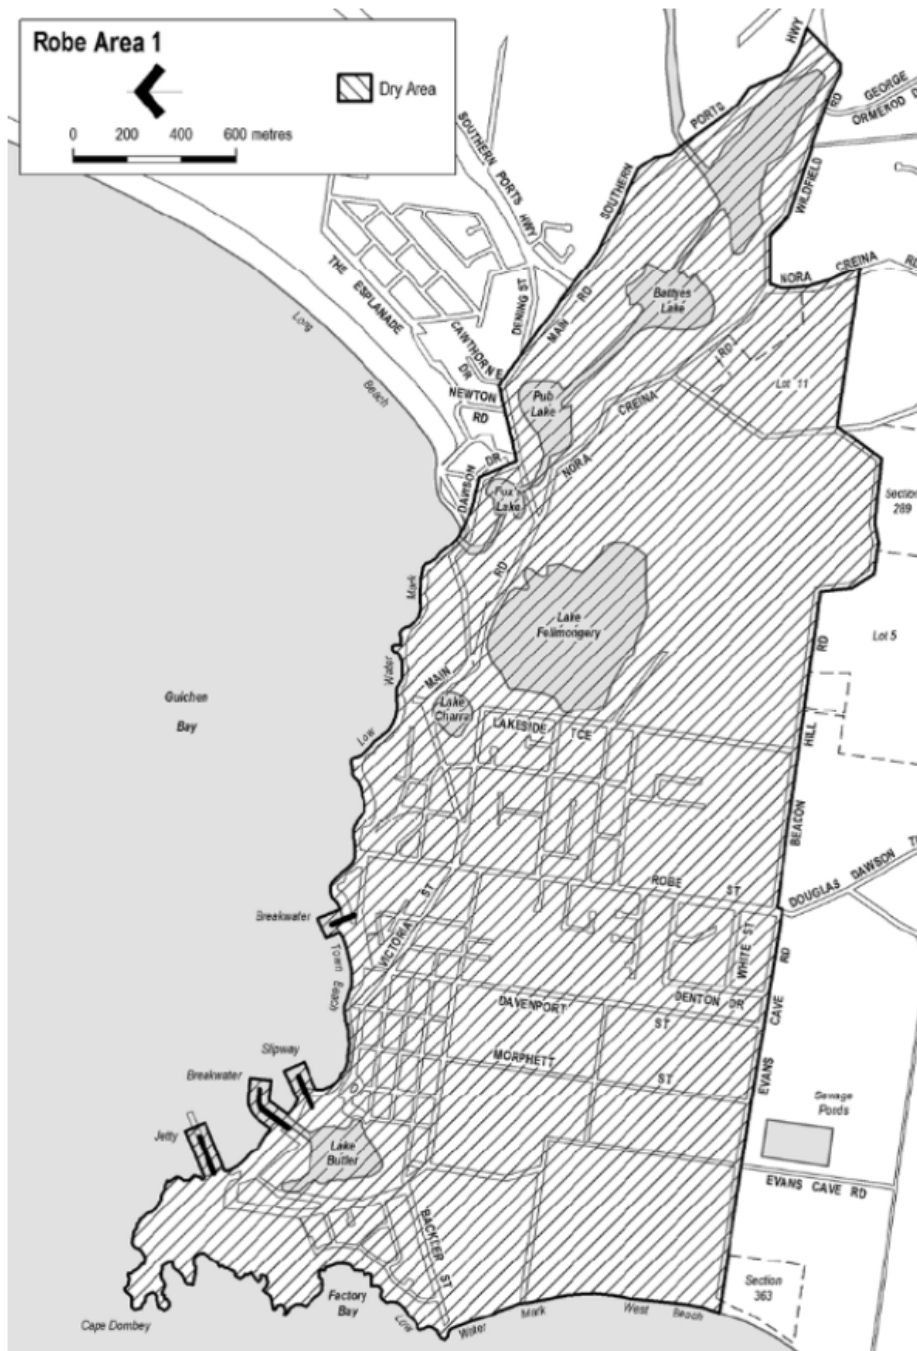 Robe Area 1
Dry Area
0 200 400 600 metres
HWY
PORTS
SOUTHERN
RD
GEORGE
ORMEROD D
WILDFIELD
SOUTHERN PORTS HWY
NORA CREINA RD
THE ESPLANADE
Long
Beach
DENING ST
MAIN RD
Battyes
Lake
CAWTHORNE
DR
NEWTON
RD
Pub
Lake
RD
CREINA
NORA
Lot 11
DAWSON DR
Fox
Lake
Section
289
Mark
Water
Low
RD
MAIN
Lake
Fellmongery
Lot 5
RD
HILL
BEACON
Guichen
Bay
Lake
Charra
LAKESIDE TCE
ROBE ST
DOUGLAS DAWSON T
Breakwater
VICTORIA ST
WHITE ST
Town
Beach
DENTON DR
RD
CAVE
EVANS
DAVENPORT ST
Slipway
MORPHETT ST
Breakwater
Sewage
Ponds
Jetty
Lake
Butler
EVANS CAVE RD
BACKLER ST
Section
363
Factory
Bay
Cape Dombey
Low
Water Mark West Beach